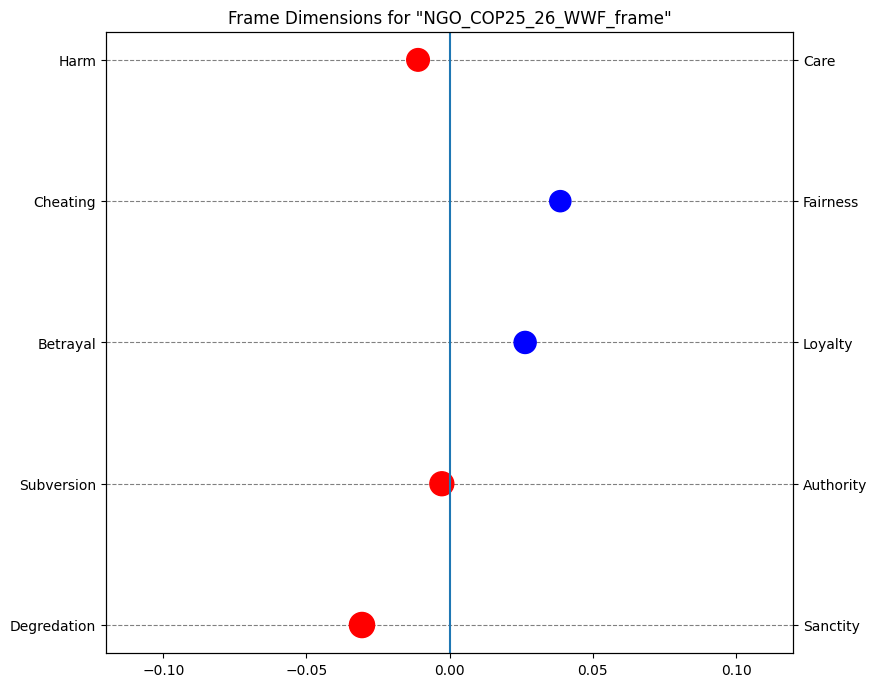 Frame Dimensions for "NGO_COP25_26_WWF_frame"
Harm Care
Cheating Fairness
Betrayal Loyalty
Subversion Authority
Degredation Sanctity
−0.10 −0.05 0.00 0.05 0.10